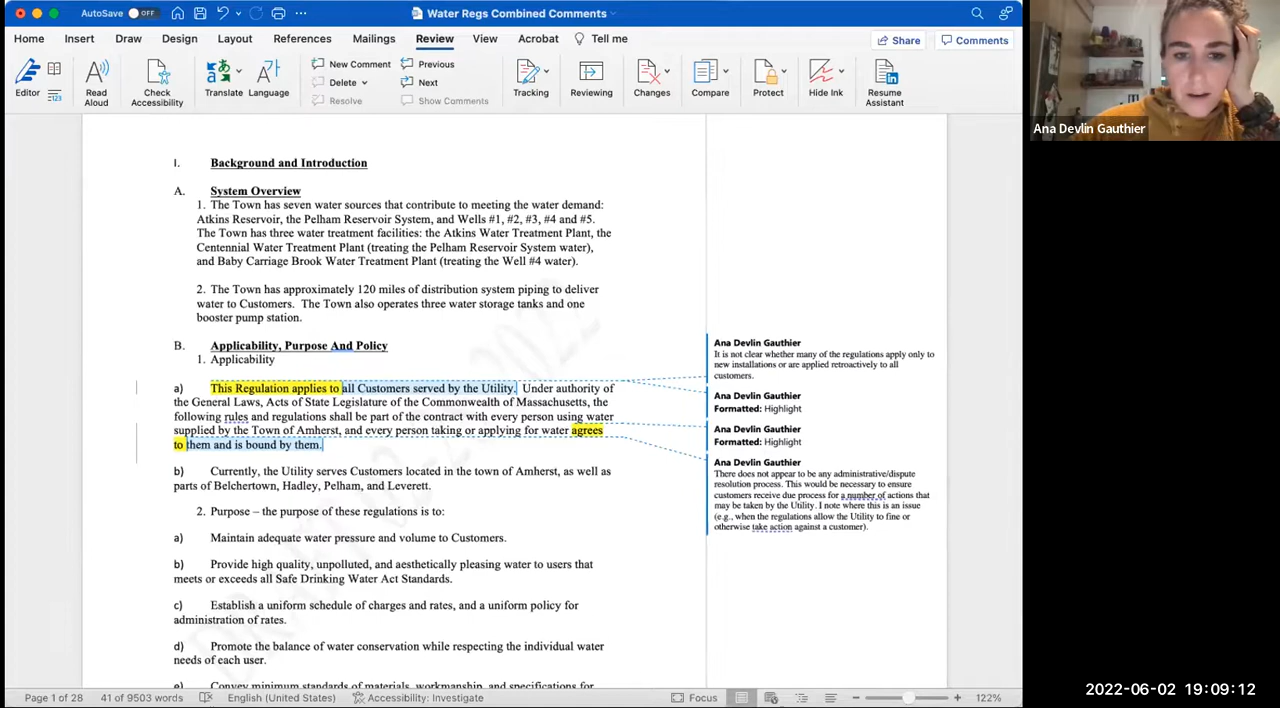 AutoSave OFF
Water Regs Combined Comments
Home Insert Draw Design Layout References Mailings Review View Acrobat Tell me
Share Comments
Editor
Read Aloud
Check Accessibility
Translate
Language
New Comment
Delete
Resolve
Previous
Next
Show Comments
Tracking
Reviewing
Changes
Compare
Protect
Hide Ink
Resume Assistant
I. Background and Introduction
A. System Overview
1. The Town has seven water sources that contribute to meeting the water demand:
Atkins Reservoir, the Pelham Reservoir System, and Wells #1, #2, #3, #4 and #5.
The Town has three water treatment facilities: the Atkins Water Treatment Plant, the
Centennial Water Treatment Plant (treating the Pelham Reservoir System water),
and Baby Carriage Brook Water Treatment Plant (treating the Well #4 water).
2. The Town has approximately 120 miles of distribution system piping to deliver
water to Customers. The Town also operates three water storage tanks and one
booster pump station.
B. Applicability, Purpose And Policy
1. Applicability
a) This Regulation applies to all Customers served by the Utility. Under authority of
the General Laws, Acts of State Legislature of the Commonwealth of Massachusetts, the
following rules and regulations shall be part of the contract with every person using water
supplied by the Town of Amherst, and every person taking or applying for water agrees
to them and is bound by them.
b) Currently, the Utility serves Customers located in the town of Amherst, as well as
parts of Belchertown, Hadley, Pelham, and Leverett.
2. Purpose – the purpose of these regulations is to:
a) Maintain adequate water pressure and volume to Customers.
b) Provide high quality, unpolluted, and aesthetically pleasing water to users that
meets or exceeds all Safe Drinking Water Act Standards.
c) Establish a uniform schedule of charges and rates, and a uniform policy for
administration of rates.
d) Promote the balance of water conservation while respecting the individual water
needs of each user.
e) Convey minimum standards of materials, workmanship, and specifications for
Ana Devlin Gauthier
It is not clear whether many of the regulations apply only to
new installations or are applied retroactively to all
customers.
Ana Devlin Gauthier
Formatted: Highlight
Ana Devlin Gauthier
Formatted: Highlight
Ana Devlin Gauthier
There does not appear to be any administrative/dispute
resolution process. This would be necessary to ensure
customers receive due process for a number of actions that
may be taken by the Utility. I note where this is an issue
(e.g., when the regulations allow the Utility to fine or
otherwise take action against a customer).
Page 1 of 28 41 of 9503 words English (United States) Accessibility: Investigate Focus 122%
Ana Devlin Gauthier
2022-06-02 19:09:12